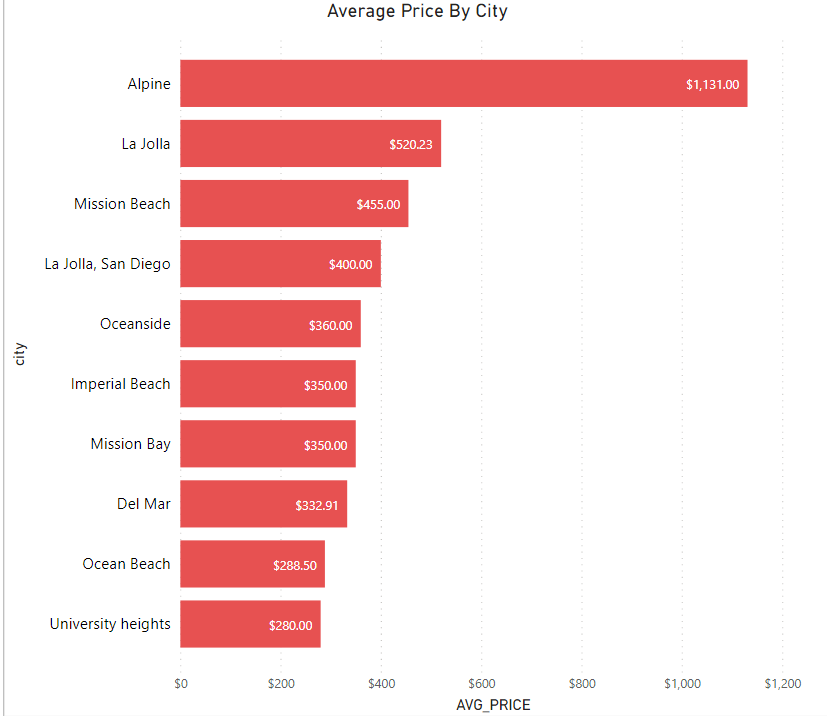 Average Price By City
city
Alpine $1,131.00
La Jolla $520.23
Mission Beach $455.00
La Jolla, San Diego $400.00
Oceanside $360.00
Imperial Beach $350.00
Mission Bay $350.00
Del Mar $332.91
Ocean Beach $288.50
University heights $280.00
$0 $200 $400 $600 $800 $1,000 $1,200
AVG_PRICE